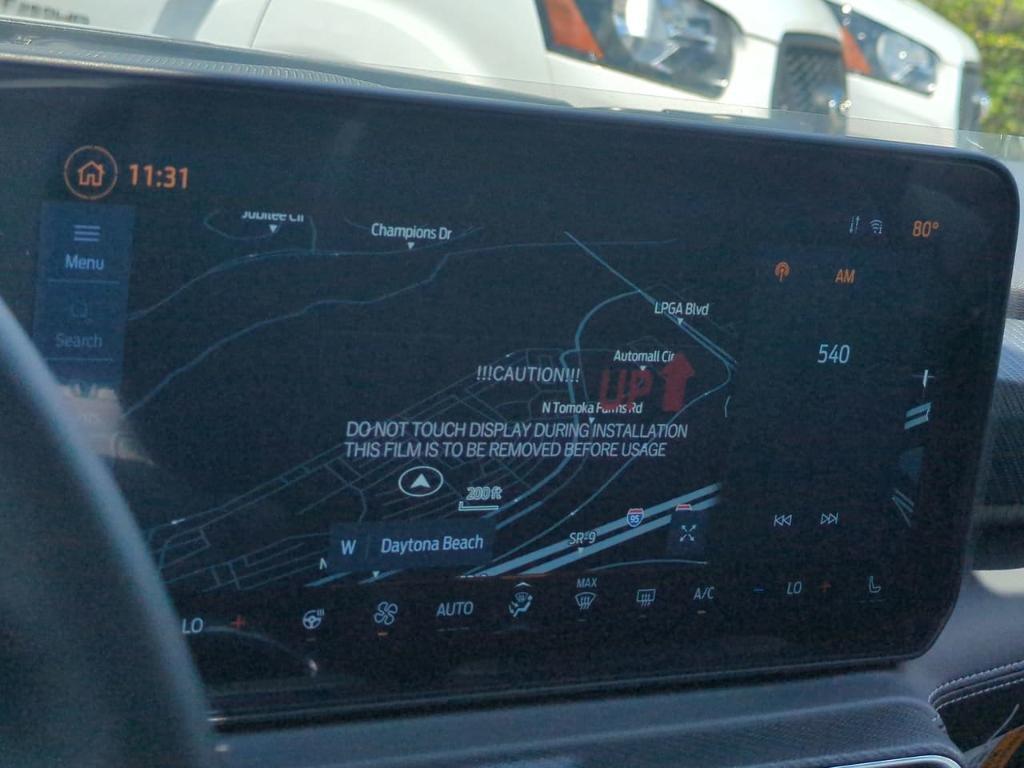 11:31
80°
Menu
Search
Jubilee Cir
Champions Dr
AM
LPGA Blvd
540
Automall Cir
!!!CAUTION!!!
UP
N Tomoka Farms Rd
DO NOT TOUCH DISPLAY DURING INSTALLATION
THIS FILM IS TO BE REMOVED BEFORE USAGE
200 ft
95
SR-9
W Daytona Beach
MAX
LO + AUTO A/C - LO +